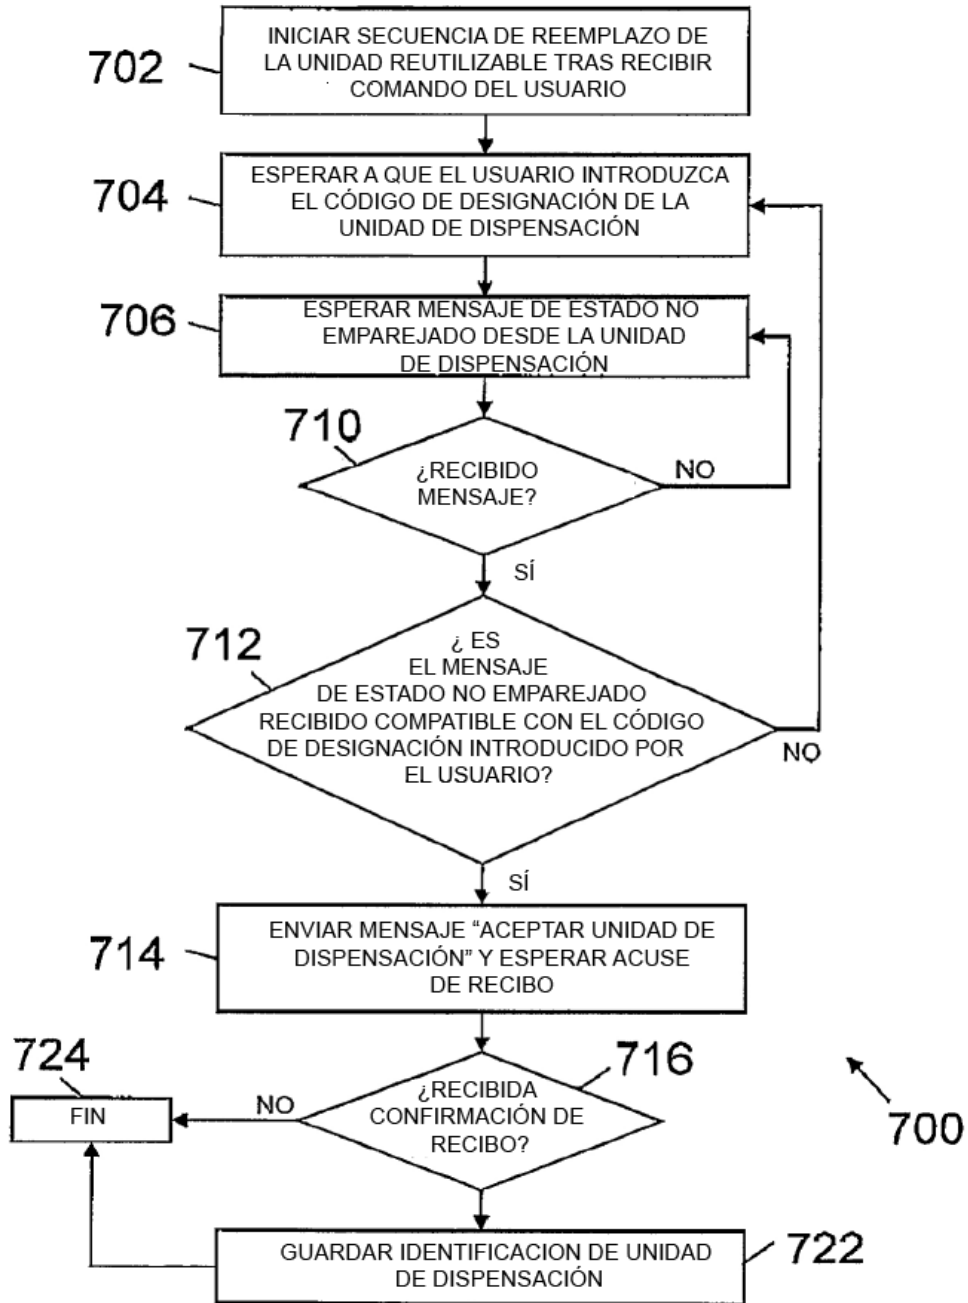 702
INICIAR SECUENCIA DE REEMPLAZO DE
LA UNIDAD REUTILIZABLE TRAS RECIBIR
COMANDO DEL USUARIO
704
ESPERAR A QUE EL USUARIO INTRODUZCA
EL CÓDIGO DE DESIGNACIÓN DE LA
UNIDAD DE DISPENSACIÓN
706
ESPERAR MENSAJE DE ESTADO NO
EMPAREJADO DESDE LA UNIDAD
DE DISPENSACIÓN
710
¿RECIBIDO
MENSAJE?
NO
SÍ
712
¿ ES
EL MENSAJE
DE ESTADO NO EMPAREJADO
RECIBIDO COMPATIBLE CON EL CÓDIGO
DE DESIGNACIÓN INTRODUCIDO POR
EL USUARIO?
NO
SÍ
714
ENVIAR MENSAJE “ACEPTAR UNIDAD DE
DISPENSACIÓN” Y ESPERAR ACUSE
DE RECIBO
716
¿RECIBIDA
CONFIRMACIÓN DE
RECIBO?
NO
724
FIN
700
722
GUARDAR IDENTIFICACION DE UNIDAD
DE DISPENSACIÓN